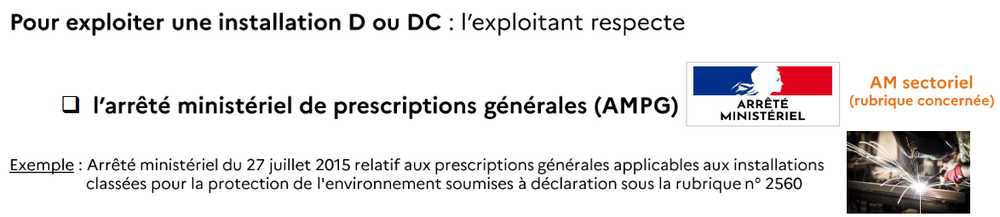 Pour exploiter une installation D ou DC : l’exploitant respecte
❑ l’arrêté ministériel de prescriptions générales (AMPG)
ARRÊTÉ
MINISTÉRIEL
AM sectoriel
(rubrique concernée)
Exemple : Arrêté ministériel du 27 juillet 2015 relatif aux prescriptions générales applicables aux installations
classées pour la protection de l'environnement soumises à déclaration sous la rubrique n° 2560